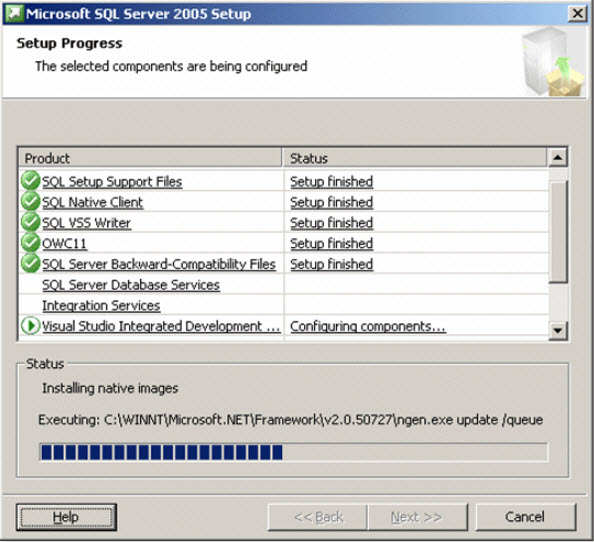 Microsoft SQL Server 2005 Setup
Setup Progress
The selected components are being configured
Product Status
SQL Setup Support Files Setup finished
SQL Native Client Setup finished
SQL VSS Writer Setup finished
OWC11 Setup finished
SQL Server Backward-Compatibility Files Setup finished
SQL Server Database Services
Integration Services
Visual Studio Integrated Development ... Configuring components...
Status
Installing native images
Executing: C:\WINNT\Microsoft.NET\Framework\v2.0.50727\ngen.exe update /queue
Help << Back Next >> Cancel